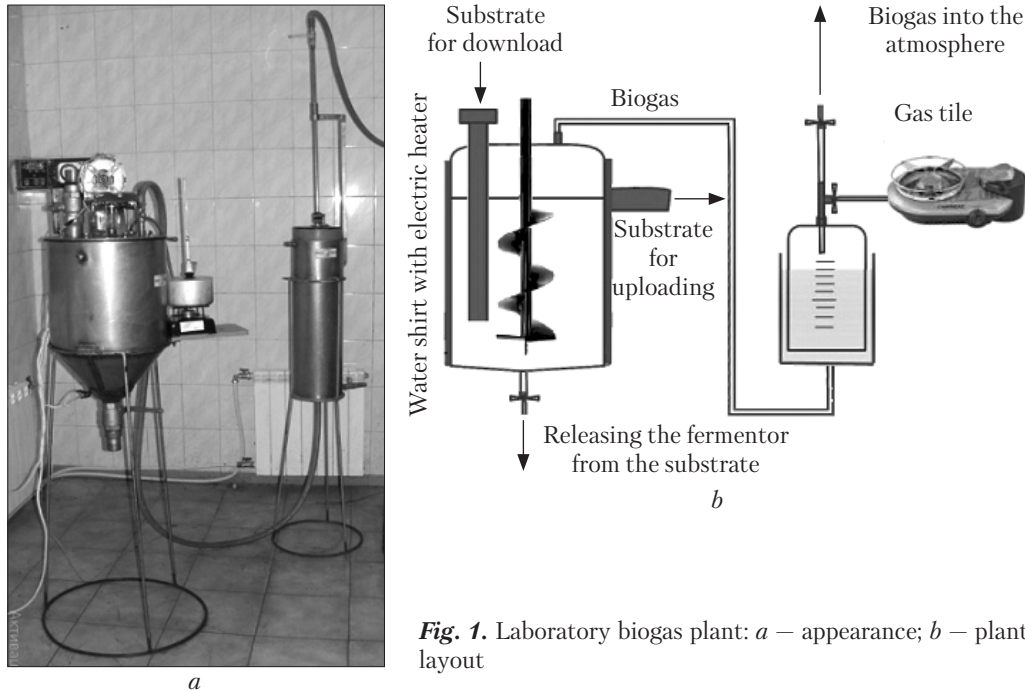 Substrate
for download
Biogas into the
atmosphere
Biogas
Gas tile
Water shirt with electric heater
Substrate
for
uploading
Releasing the fermentor
from the substrate
b
a
Fig. 1. Laboratory biogas plant: a — appearance; b — plant
layout